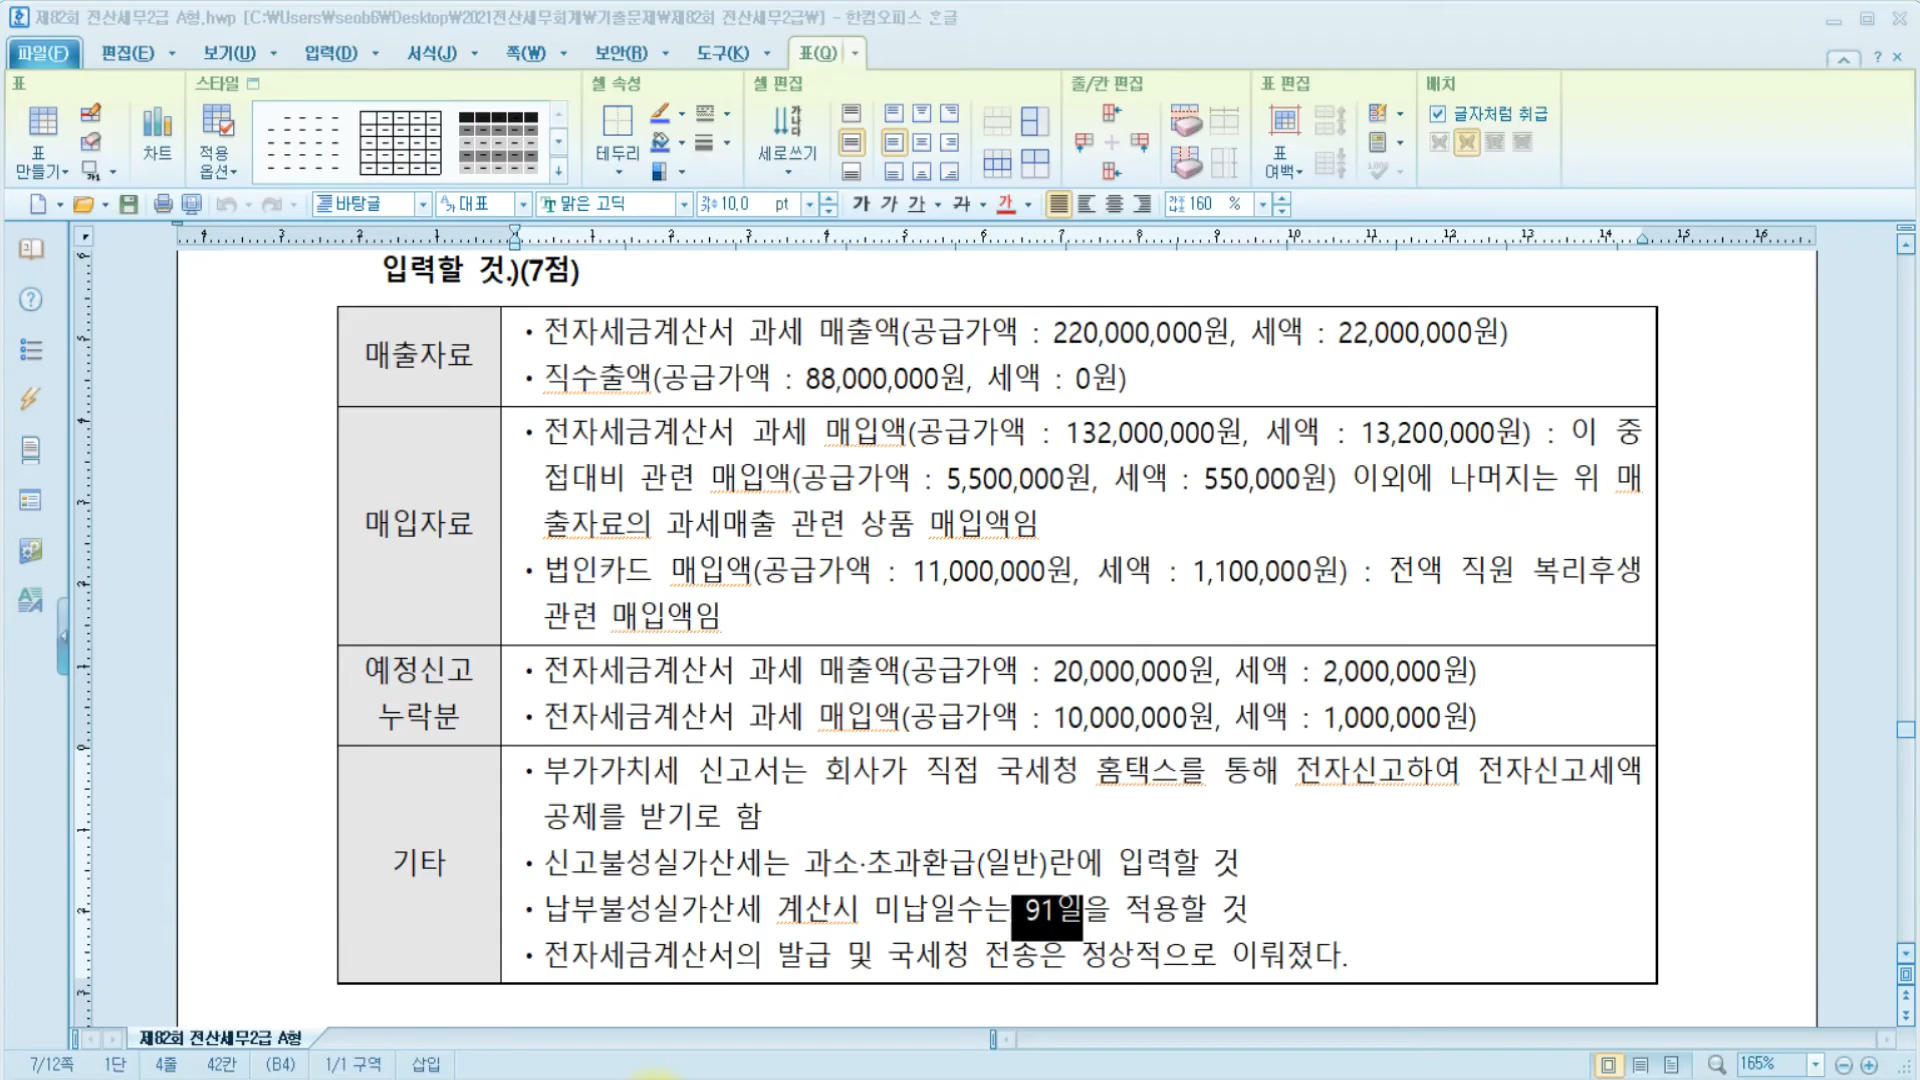 제82회 전산세무2급 A형.hwp [C:₩Users₩seob6₩Desktop₩2021전산세무회계₩기출문제₩제82회 전산세무2급₩] - 한컴오피스 한글
파일(F) 편집(E) 보기(U) 입력(D) 서식(J) 쪽(W) 보안(R) 도구(K) 표(Q)
표 스타일 셀 속성 셀 편집 줄/칸 편집 표 편집 배치
표 만들기 차트 적용 옵션 테두리 세로쓰기 표 여백 글자처럼 취급
바탕글 대표 맑은 고딕 10.0 pt 가 가 가 가 가 160 %
입력할 것.)(7점)
매출자료
• 전자세금계산서 과세 매출액(공급가액 : 220,000,000원, 세액 : 22,000,000원)
• 직수출액(공급가액 : 88,000,000원, 세액 : 0원)
매입자료
• 전자세금계산서 과세 매입액(공급가액 : 132,000,000원, 세액 : 13,200,000원) : 이 중
접대비 관련 매입액(공급가액 : 5,500,000원, 세액 : 550,000원) 이외에 나머지는 위 매
출자료의 과세매출 관련 상품 매입액임
• 법인카드 매입액(공급가액 : 11,000,000원, 세액 : 1,100,000원) : 전액 직원 복리후생
관련 매입액임
예정신고
누락분
• 전자세금계산서 과세 매출액(공급가액 : 20,000,000원, 세액 : 2,000,000원)
• 전자세금계산서 과세 매입액(공급가액 : 10,000,000원, 세액 : 1,000,000원)
기타
• 부가가치세 신고서는 회사가 직접 국세청 홈택스를 통해 전자신고하여 전자신고세액
공제를 받기로 함
• 신고불성실가산세는 과소·초과환급(일반)란에 입력할 것
• 납부불성실가산세 계산시 미납일수는 91일을 적용할 것
• 전자세금계산서의 발급 및 국세청 전송은 정상적으로 이뤄졌다.
제82회 전산세무2급 A형
7/12쪽 1단 4줄 42칸 (B4) 1/1 구역 삽입 165%